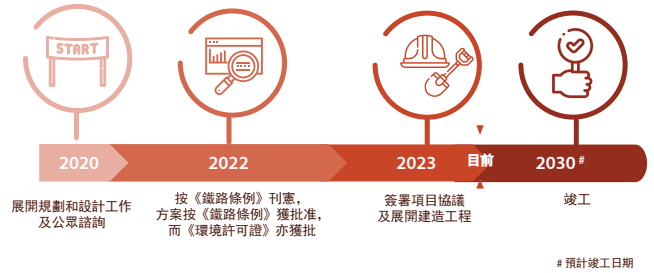 START
2020
2022
2023
目前
2030#
展開規劃和設計工作
及公眾諮詢
按《鐵路條例》刊憲，
方案按《鐵路條例》獲批准，
而《環境許可證》亦獲批
簽署項目協議
及展開建造工程
竣工
# 預計竣工日期